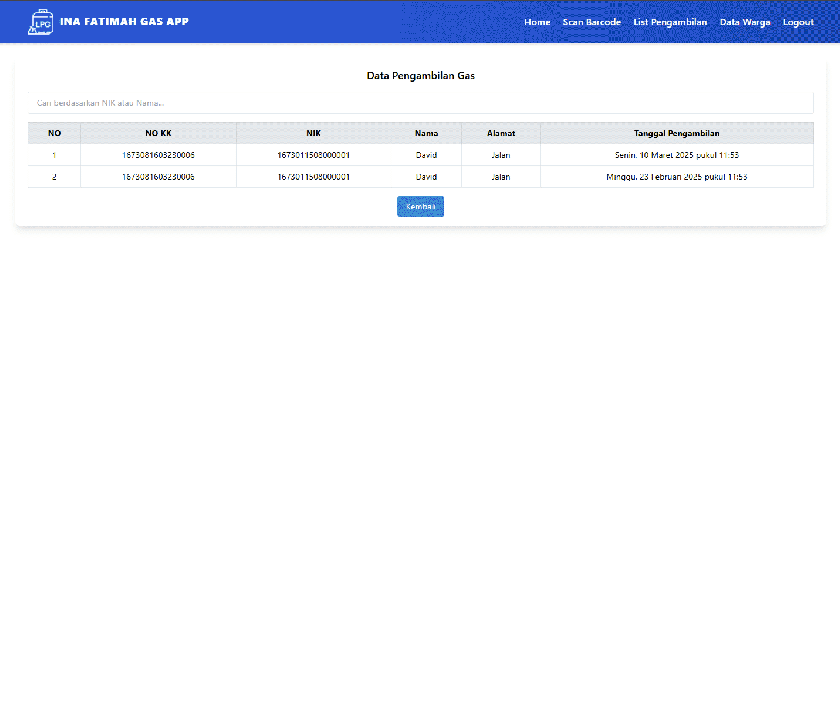 LPG
INA FATIMAH GAS APP
Home Scan Barcode List Pengambilan Data Warga Logout
Data Pengambilan Gas
Cari berdasarkan NIK atau Nama...
NO NO KK NIK Nama Alamat Tanggal Pengambilan
1 1673081603230006 1673011508000001 David Jalan Senin, 10 Maret 2025 pukul 11:53
2 1673081603230006 1673011508000001 David Jalan Minggu, 23 Februari 2025 pukul 11:53
Kembali